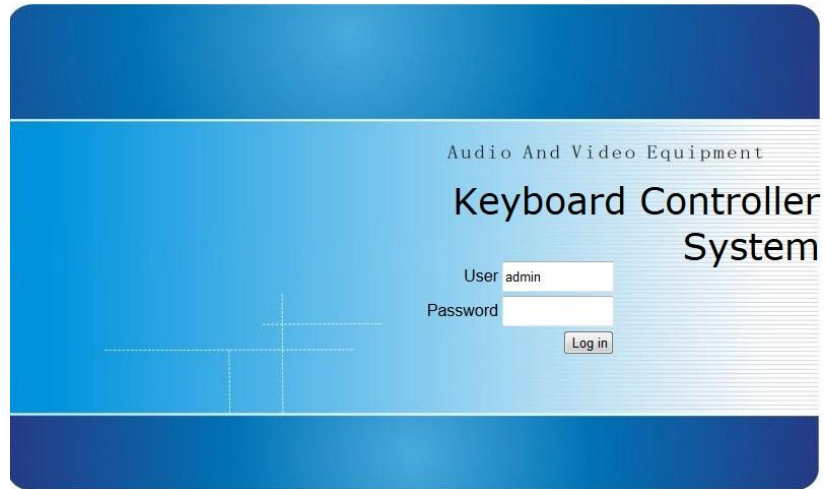 Audio And Video Equipment
Keyboard Controller
System
User admin
Password
Log in